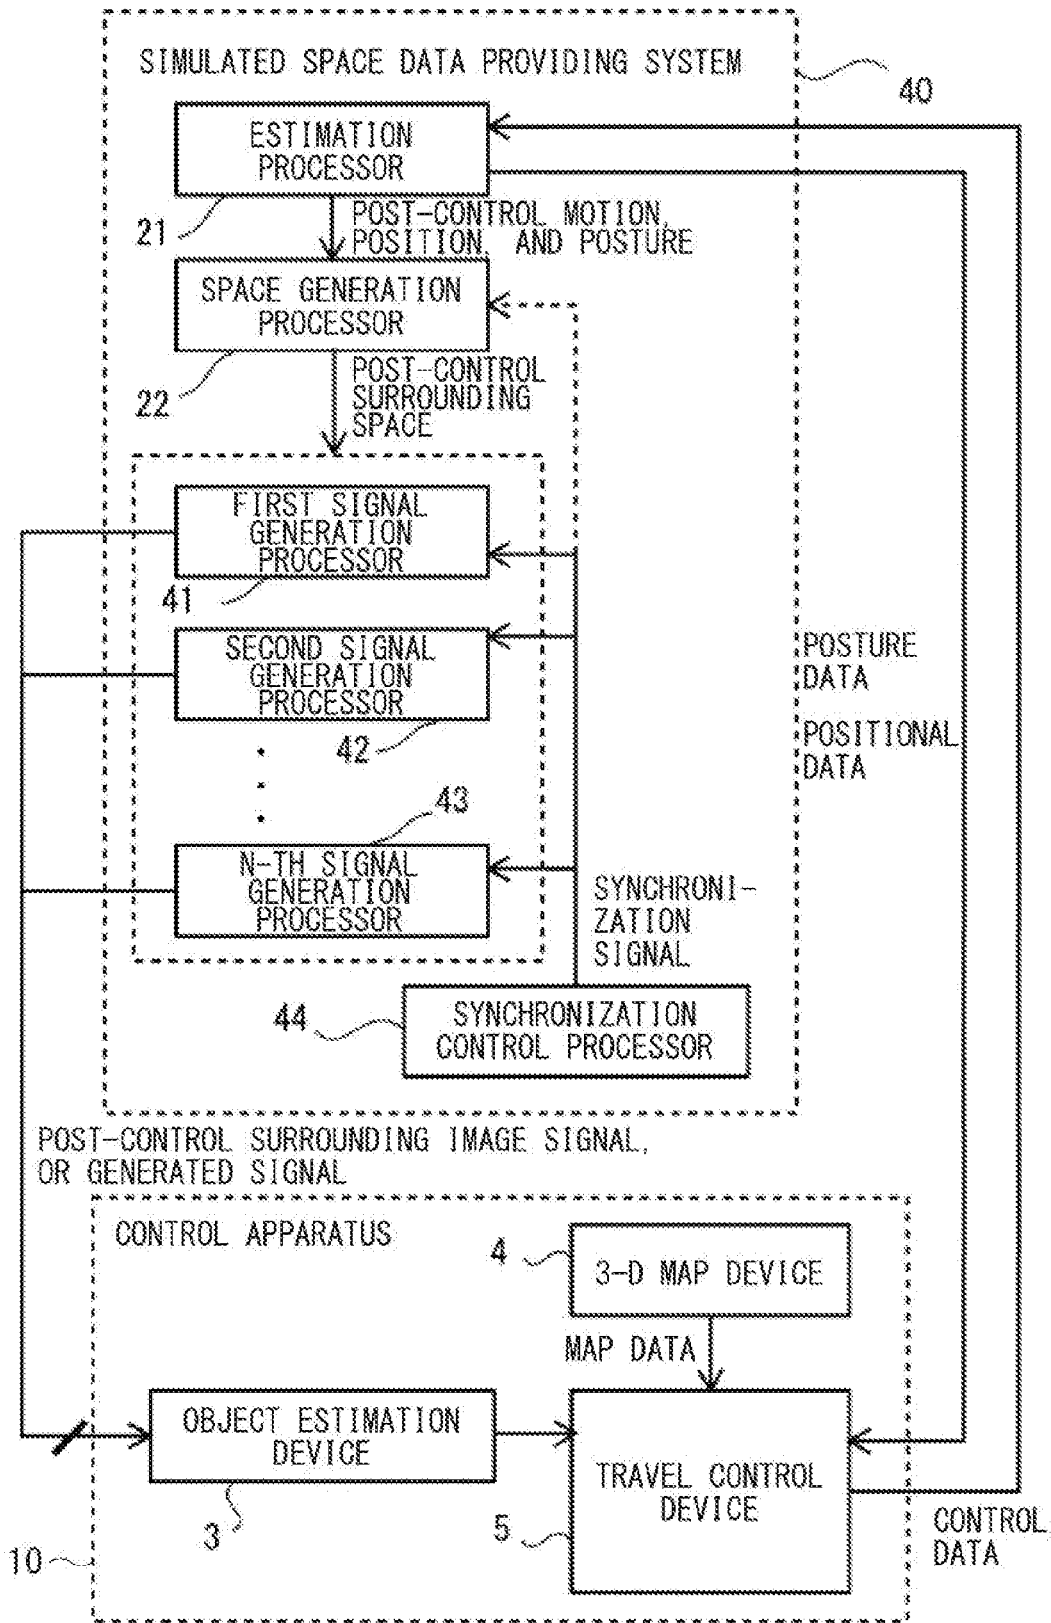 SIMULATED SPACE DATA PROVIDING SYSTEM
40
ESTIMATION
PROCESSOR
21
POST-CONTROL MOTION,
POSITION, AND POSTURE
SPACE GENERATION
PROCESSOR
22
POST-CONTROL
SURROUNDING
SPACE
FIRST SIGNAL
GENERATION
PROCESSOR
41
SECOND SIGNAL
GENERATION
PROCESSOR
42
POSTURE
DATA
POSITIONAL
DATA
43
N-TH SIGNAL
GENERATION
PROCESSOR
SYNCHRONI-
ZATION
SIGNAL
44
SYNCHRONIZATION
CONTROL PROCESSOR
POST-CONTROL SURROUNDING IMAGE SIGNAL,
OR GENERATED SIGNAL
CONTROL APPARATUS
4
3-D MAP DEVICE
MAP DATA
OBJECT ESTIMATION
DEVICE
3
TRAVEL CONTROL
DEVICE
5
CONTROL
DATA
10